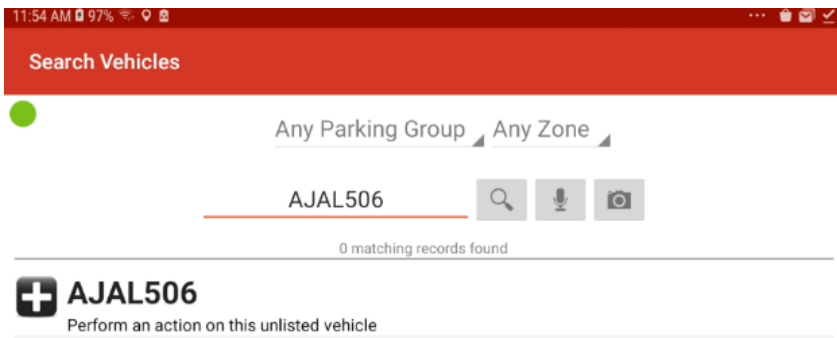 11:54 AM 97%
Search Vehicles
Any Parking Group Any Zone
AJAL506
0 matching records found
AJAL506
Perform an action on this unlisted vehicle